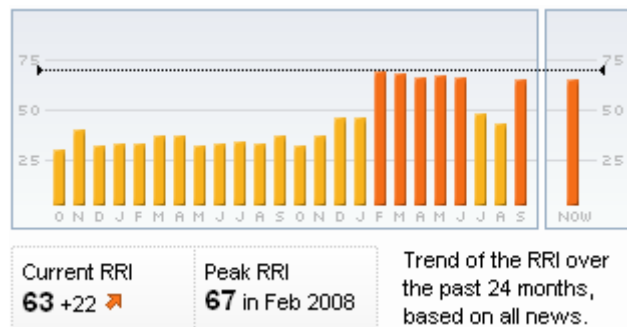 75 75
50 50
25 25
O N D J F M A M J J A S O N D J F M A M J J A S NOW
Current RRI
63 +22
Peak RRI
67 in Feb 2008
Trend of the RRI over
the past 24 months,
based on all news.